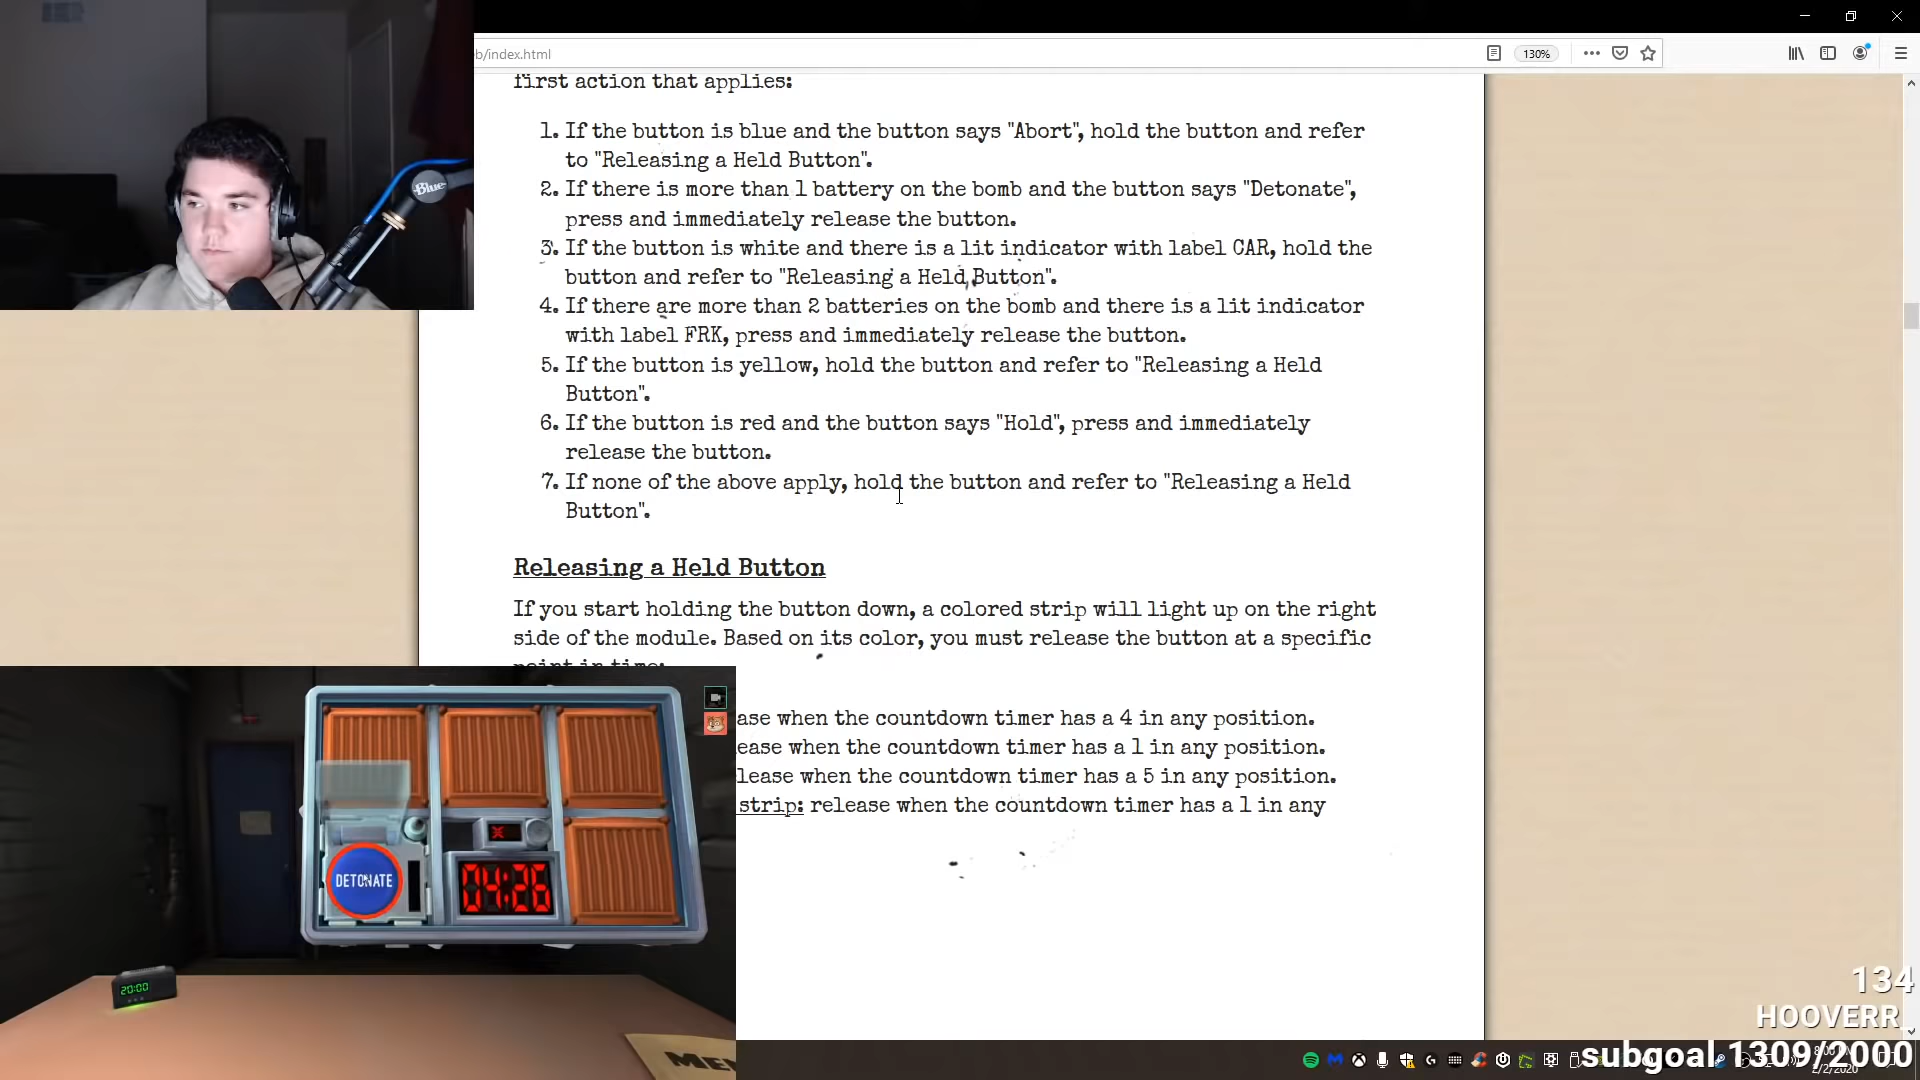 b/index.html
130%
first action that applies:
1. If the button is blue and the button says "Abort", hold the button and refer
to "Releasing a Held Button".
2. If there is more than 1 battery on the bomb and the button says "Detonate",
press and immediately release the button.
3. If the button is white and there is a lit indicator with label CAR, hold the
button and refer to "Releasing a Held Button".
4. If there are more than 2 batteries on the bomb and there is a lit indicator
with label FRK, press and immediately release the button.
5. If the button is yellow, hold the button and refer to "Releasing a Held
Button".
6. If the button is red and the button says "Hold", press and immediately
release the button.
7. If none of the above apply, hold the button and refer to "Releasing a Held
Button".
Releasing a Held Button
If you start holding the button down, a colored strip will light up on the right
side of the module. Based on its color, you must release the button at a specific
point in time:
ase when the countdown timer has a 4 in any position.
ease when the countdown timer has a 1 in any position.
lease when the countdown timer has a 5 in any position.
strip: release when the countdown timer has a 1 in any
Blue
DETONATE
X
04:26
20:00
134
HOOVERR_
subgoal 1309/2000
2/2/2020